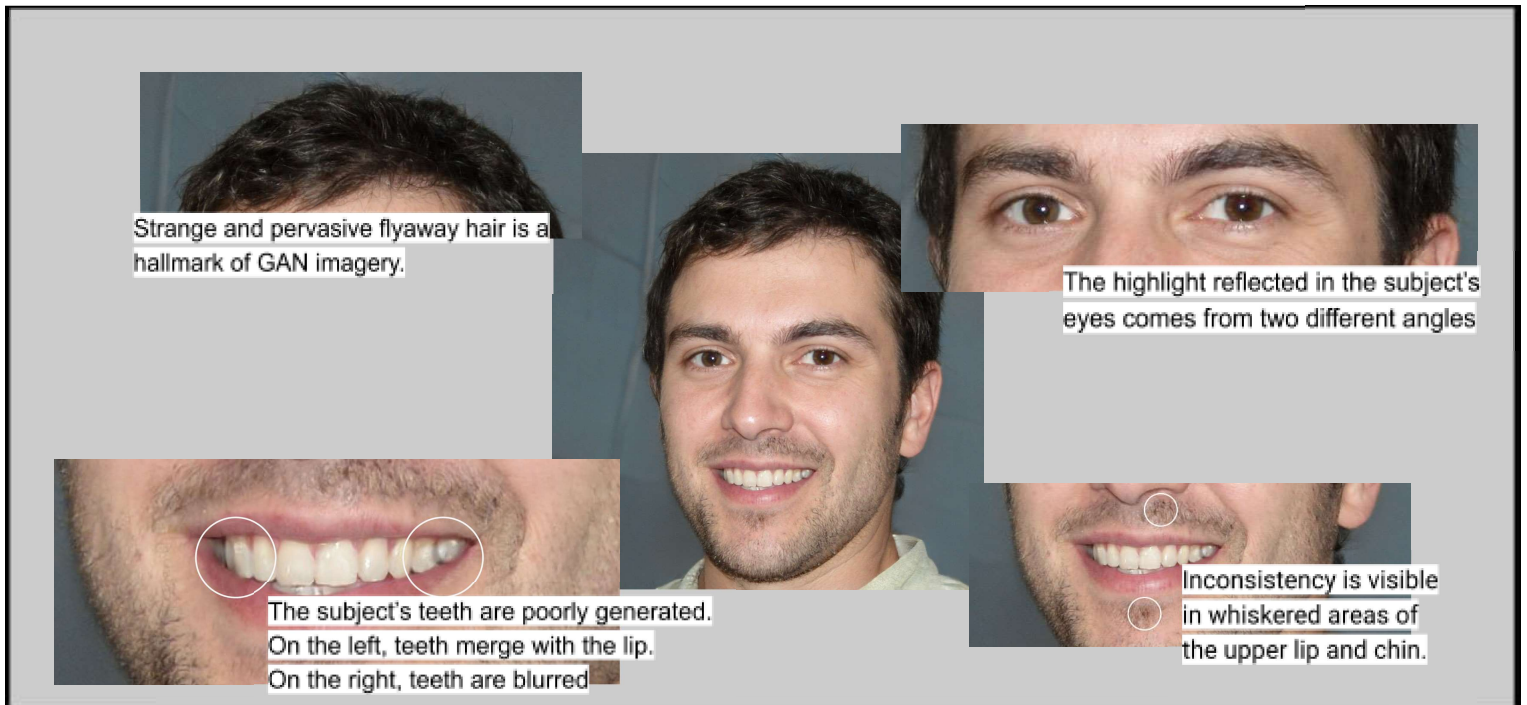 Strange and pervasive flyaway hair is a
hallmark of GAN imagery.
The highlight reflected in the subject's
eyes comes from two different angles
The subject's teeth are poorly generated.
On the left, teeth merge with the lip.
On the right, teeth are blurred
Inconsistency is visible
in whiskered areas of
the upper lip and chin.